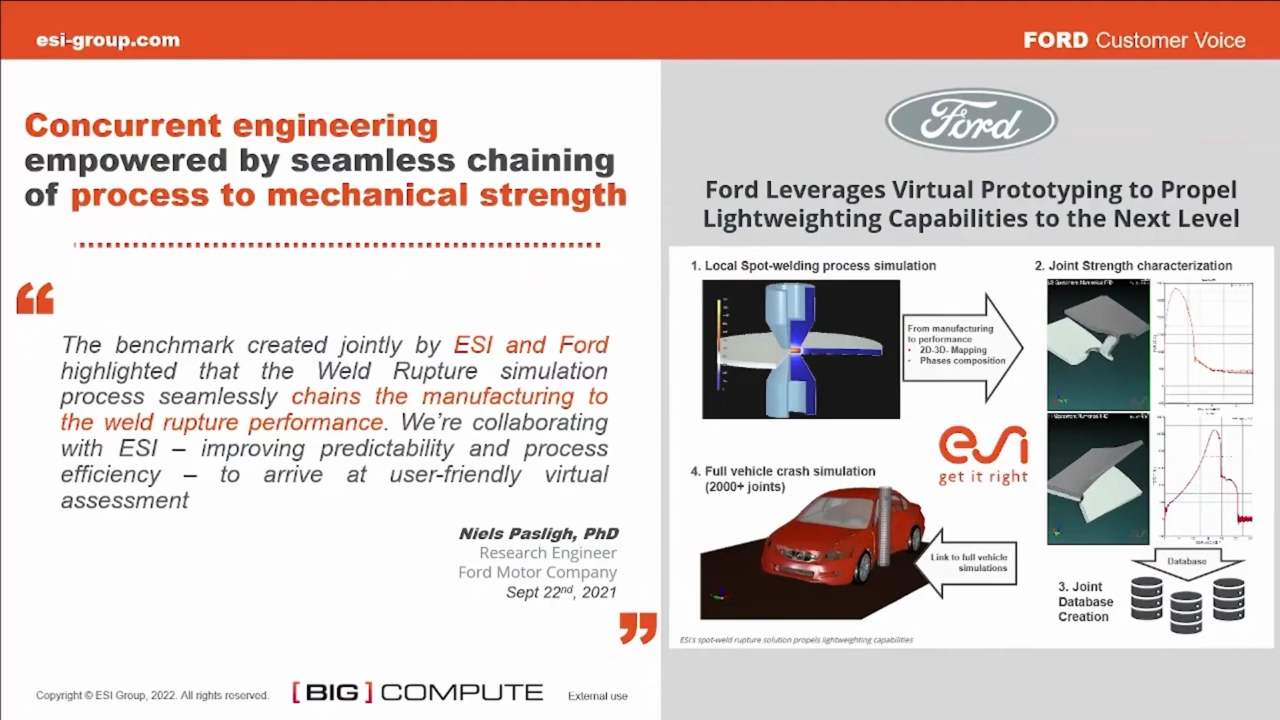 esi-group.com
FORD Customer Voice
Concurrent engineering
empowered by seamless chaining
of process to mechanical strength
“
The benchmark created jointly by ESI and Ford
highlighted that the Weld Rupture simulation
process seamlessly chains the manufacturing to
the weld rupture performance. We’re collaborating
with ESI – improving predictability and process
efficiency – to arrive at user-friendly virtual
assessment
Niels Pasligh, PhD
Research Engineer
Ford Motor Company
Sept 22nd, 2021
”
Copyright © ESI Group, 2022. All rights reserved.
[BIG] COMPUTE
External use
Ford
Ford Leverages Virtual Prototyping to Propel
Lightweighting Capabilities to the Next Level
1. Local Spot-welding process simulation
From manufacturing
to performance
• 2D-3D- Mapping
• Phases composition
2. Joint Strength characterization
esi
get it right
4. Full vehicle crash simulation
(2000+ joints)
Link to full vehicle
simulations
Database
3. Joint
Database
Creation
ESI's spot-weld rupture solution propels lightweighting capabilities